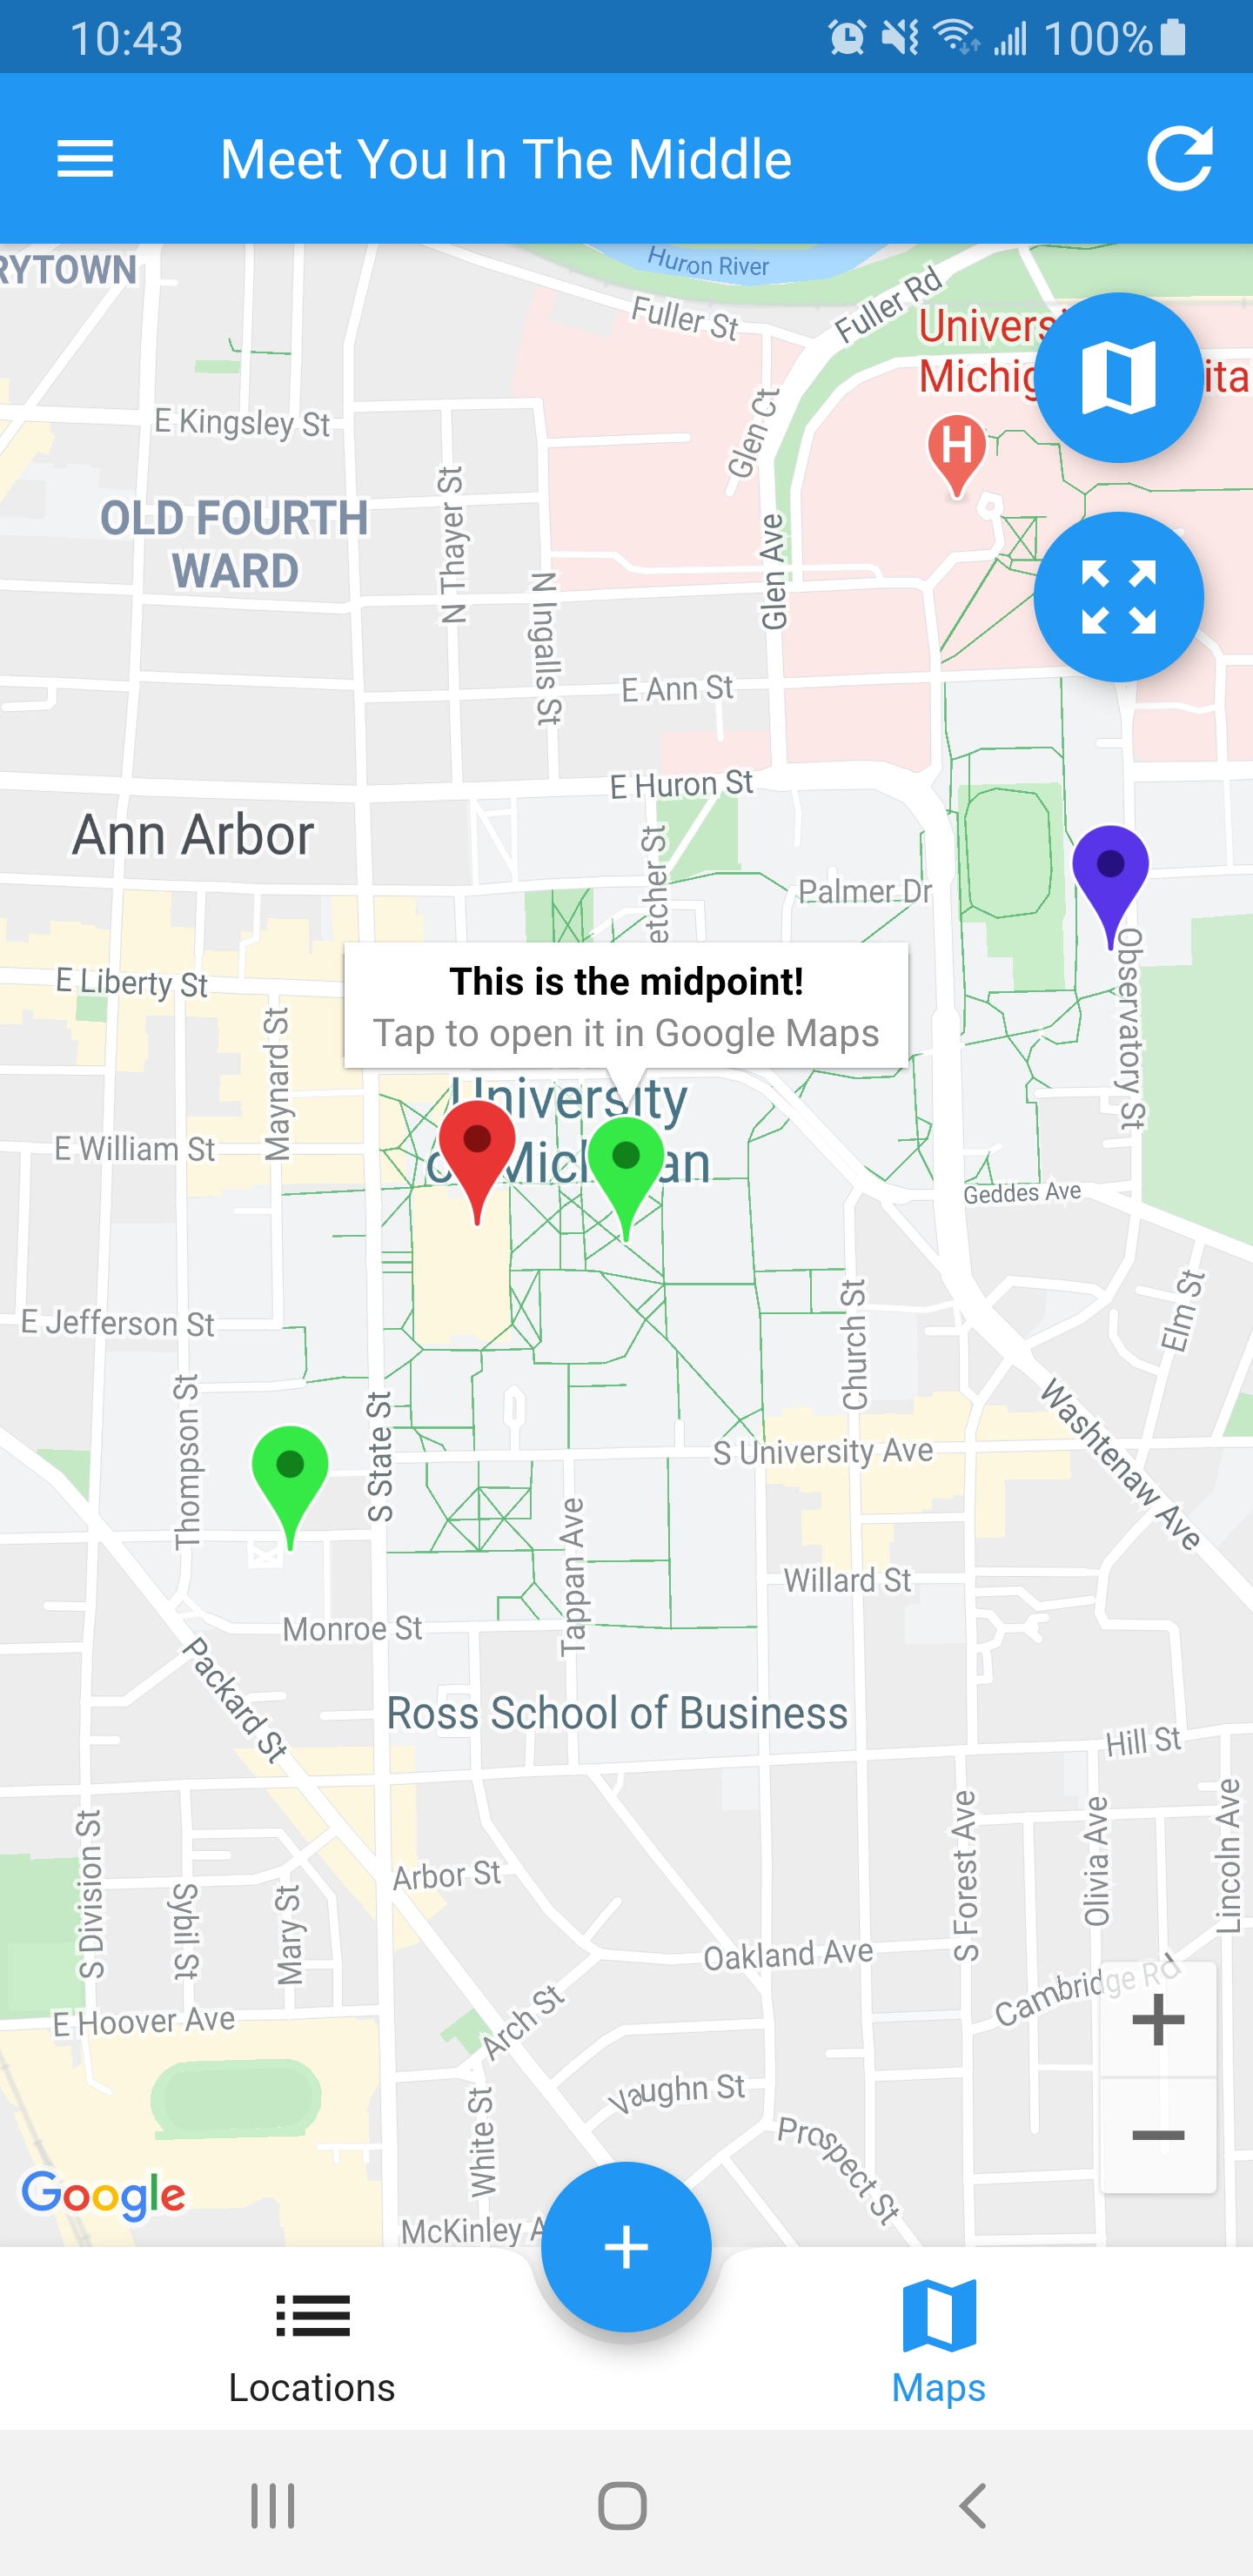 10:43
100%
Meet You In The Middle
RYTOWN
Huron River
Fuller St
Fuller Rd
Univers
Michig
ita
H
E Kingsley St
Glen Ct
OLD FOURTH
WARD
N Thayer St
N Ingalls St
Glen Ave
E Ann St
E Huron St
Ann Arbor
etcher St
Palmer Dr
Observatory St
E Liberty St
Maynard St
This is the midpoint!
Tap to open it in Google Maps
University
E William St
Geddes Ave
E Jefferson St
Church St
Elm St
Thompson St
S State St
S University Ave
Washtenaw Ave
Tappan Ave
Willard St
Monroe St
Packard St
Ross School of Business
Hill St
S Division St
Sybil St
Mary St
Arbor St
S Forest Ave
Olivia Ave
Lincoln Ave
Oakland Ave
Cambridge Rd
E Hoover Ave
Arch St
Vaughn St
White St
Prospect St
Google
McKinley A
Locations
Maps